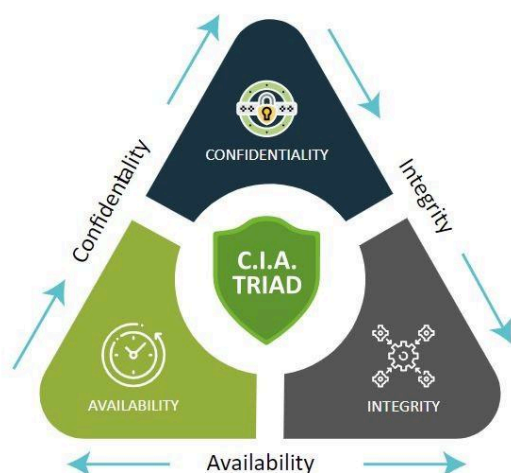 CONFIDENTIALITY
Confidentality
Integrity
C.I.A.
TRIAD
AVAILABILITY
INTEGRITY
Availability